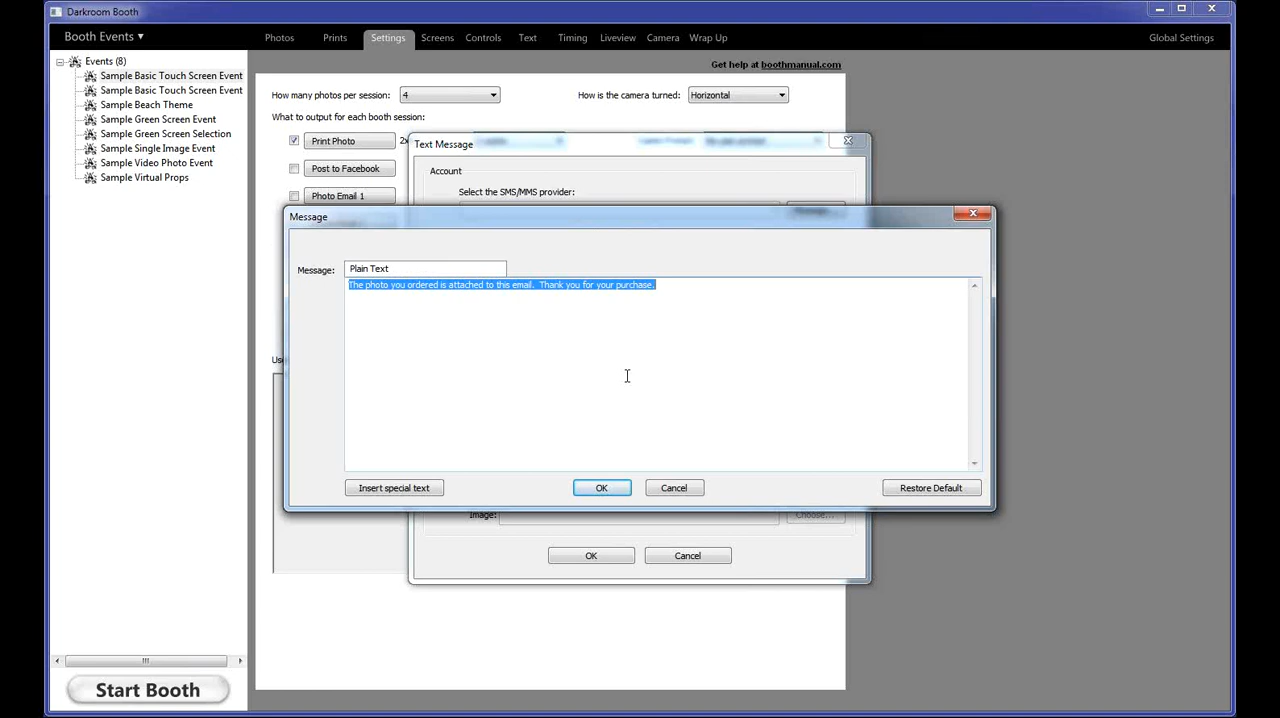 Darkroom Booth
Booth Events ▾
Photos Prints Settings Screens Controls Text Timing Liveview Camera Wrap Up Global Settings
Events (8)
Sample Basic Touch Screen Event
Sample Basic Touch Screen Event
Sample Beach Theme
Sample Green Screen Event
Sample Green Screen Selection
Sample Single Image Event
Sample Video Photo Event
Sample Virtual Props
Start Booth
Get help at boothmanual.com
How many photos per session: 4 How is the camera turned: Horizontal
What to output for each booth session:
Print Photo
Post to Facebook
Photo Email 1
Text Message
Account
Select the SMS/MMS provider:
Message
Message: Plain Text
The photo you ordered is attached to this email. Thank you for your purchase.
Insert special text OK Cancel Restore Default
Image: Choose...
OK Cancel